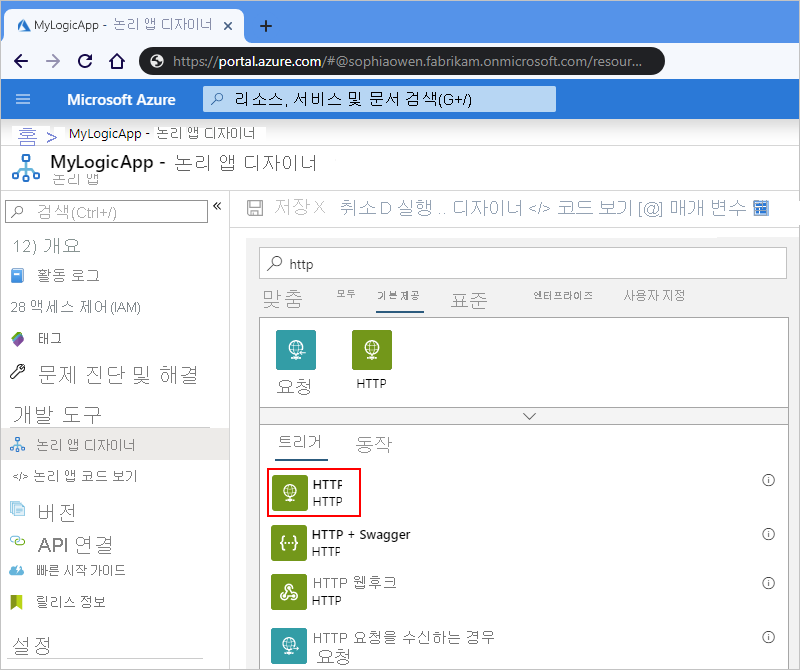 MyLogicApp - 논리 앱 디자이너
https://portal.azure.com/#@sophiaowen.fabrikam.onmicrosoft.com/resour...
Microsoft Azure
리소스, 서비스 및 문서 검색(G+/)
홈 > MyLogicApp - 논리 앱 디자이너
MyLogicApp - 논리 앱 디자이너
논리 앱
검색(Ctrl+/)
«
저장 X 취소 D 실행 .. 디자이너 </> 코드 보기 [@] 매개 변수
12) 개요
활동 로그
28 액세스 제어(IAM)
태그
문제 진단 및 해결
개발 도구
논리 앱 디자이너
</> 논리 앱 코드 보기
버전
API 연결
빠른 시작 가이드
릴리스 정보
설정
http
맞춤 모두 기본 제공 표준 엔터프라이즈 사용자 지정
요청 HTTP
트리거 동작
HTTP
HTTP
HTTP + Swagger
HTTP
HTTP 웹후크
HTTP
HTTP 요청을 수신하는 경우
요청